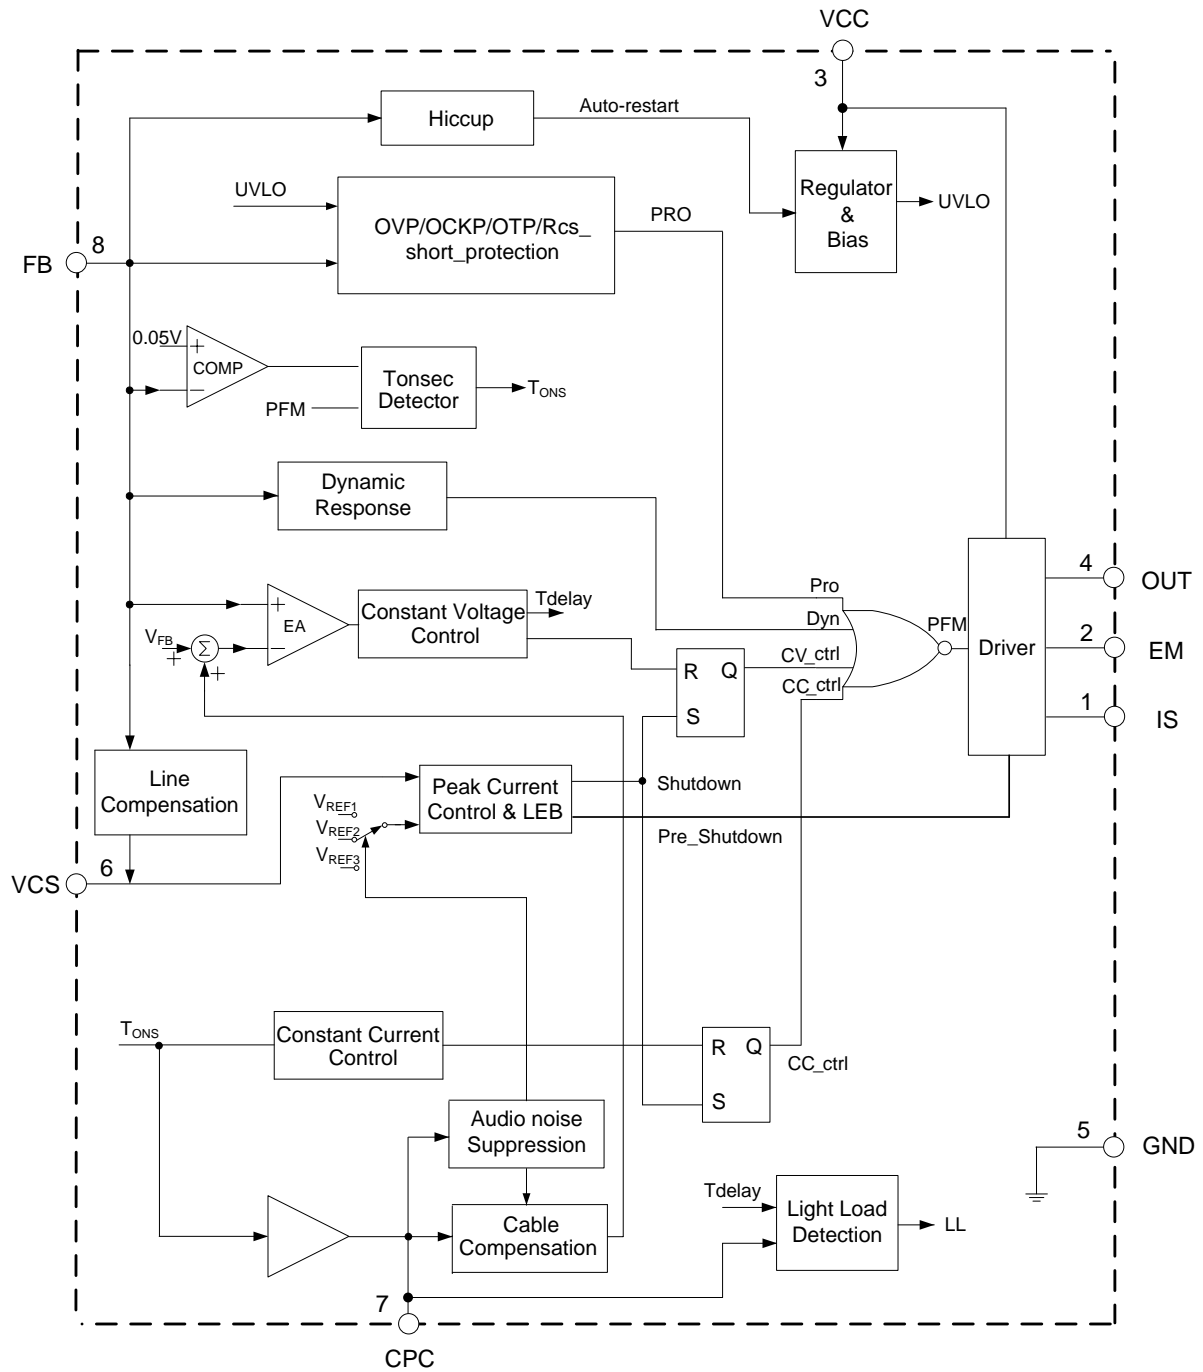 VCC
3
Hiccup
Auto-restart
Regulator
&
Bias
UVLO
UVLO
OVP/OCKP/OTP/Rcs_
short_protection
PRO
8
FB
0.05V
+
COMP
−
Tonsec
Detector
TONS
PFM
Dynamic
Response
4
OUT
Pro
Dyn
PFM
Driver
2
EM
CV_ctrl
CC_ctrl
1
IS
+
EA
−
Constant Voltage
Control
Tdelay
VFB
Σ
+
+
R
Q
S
Line
Compensation
Peak Current
Control & LEB
Shutdown
Pre_Shutdown
VREF1
VREF2
VREF3
6
VCS
TONS
Constant Current
Control
R
Q
S
CC_ctrl
Audio noise
Suppression
5
GND
Cable
Compensation
Tdelay
Light Load
Detection
LL
7
CPC